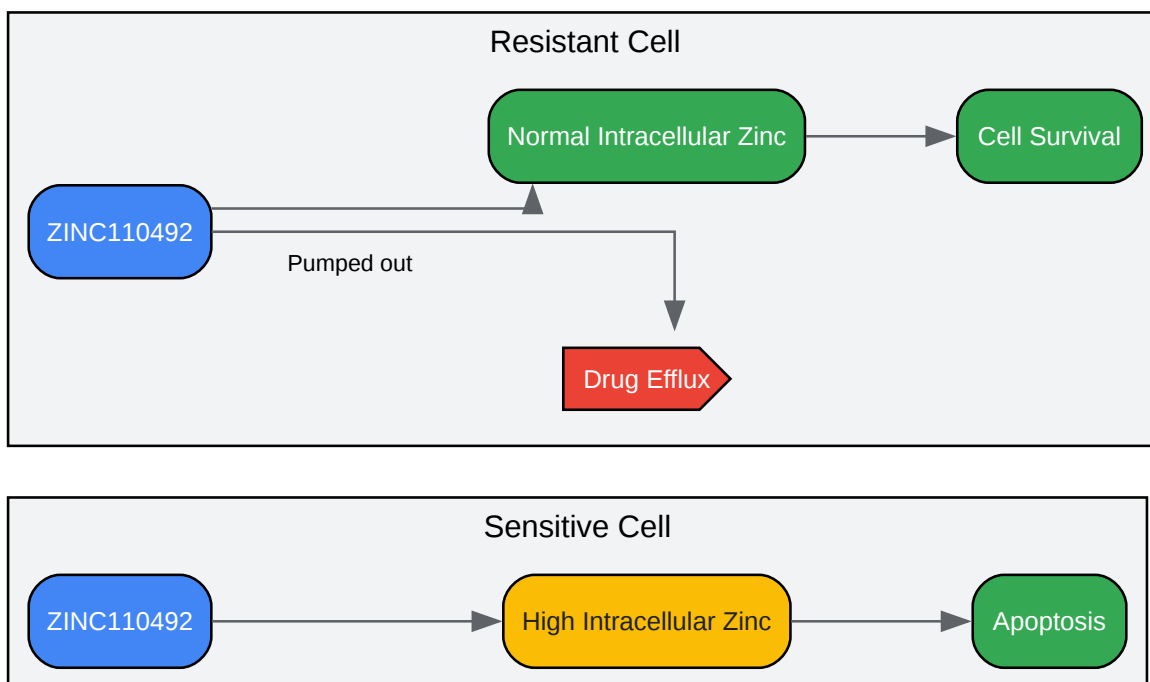 Resistant Cell
Normal Intracellular Zinc
Cell Survival
ZINC110492
Pumped out
Drug Efflux
Sensitive Cell
ZINC110492
High Intracellular Zinc
Apoptosis